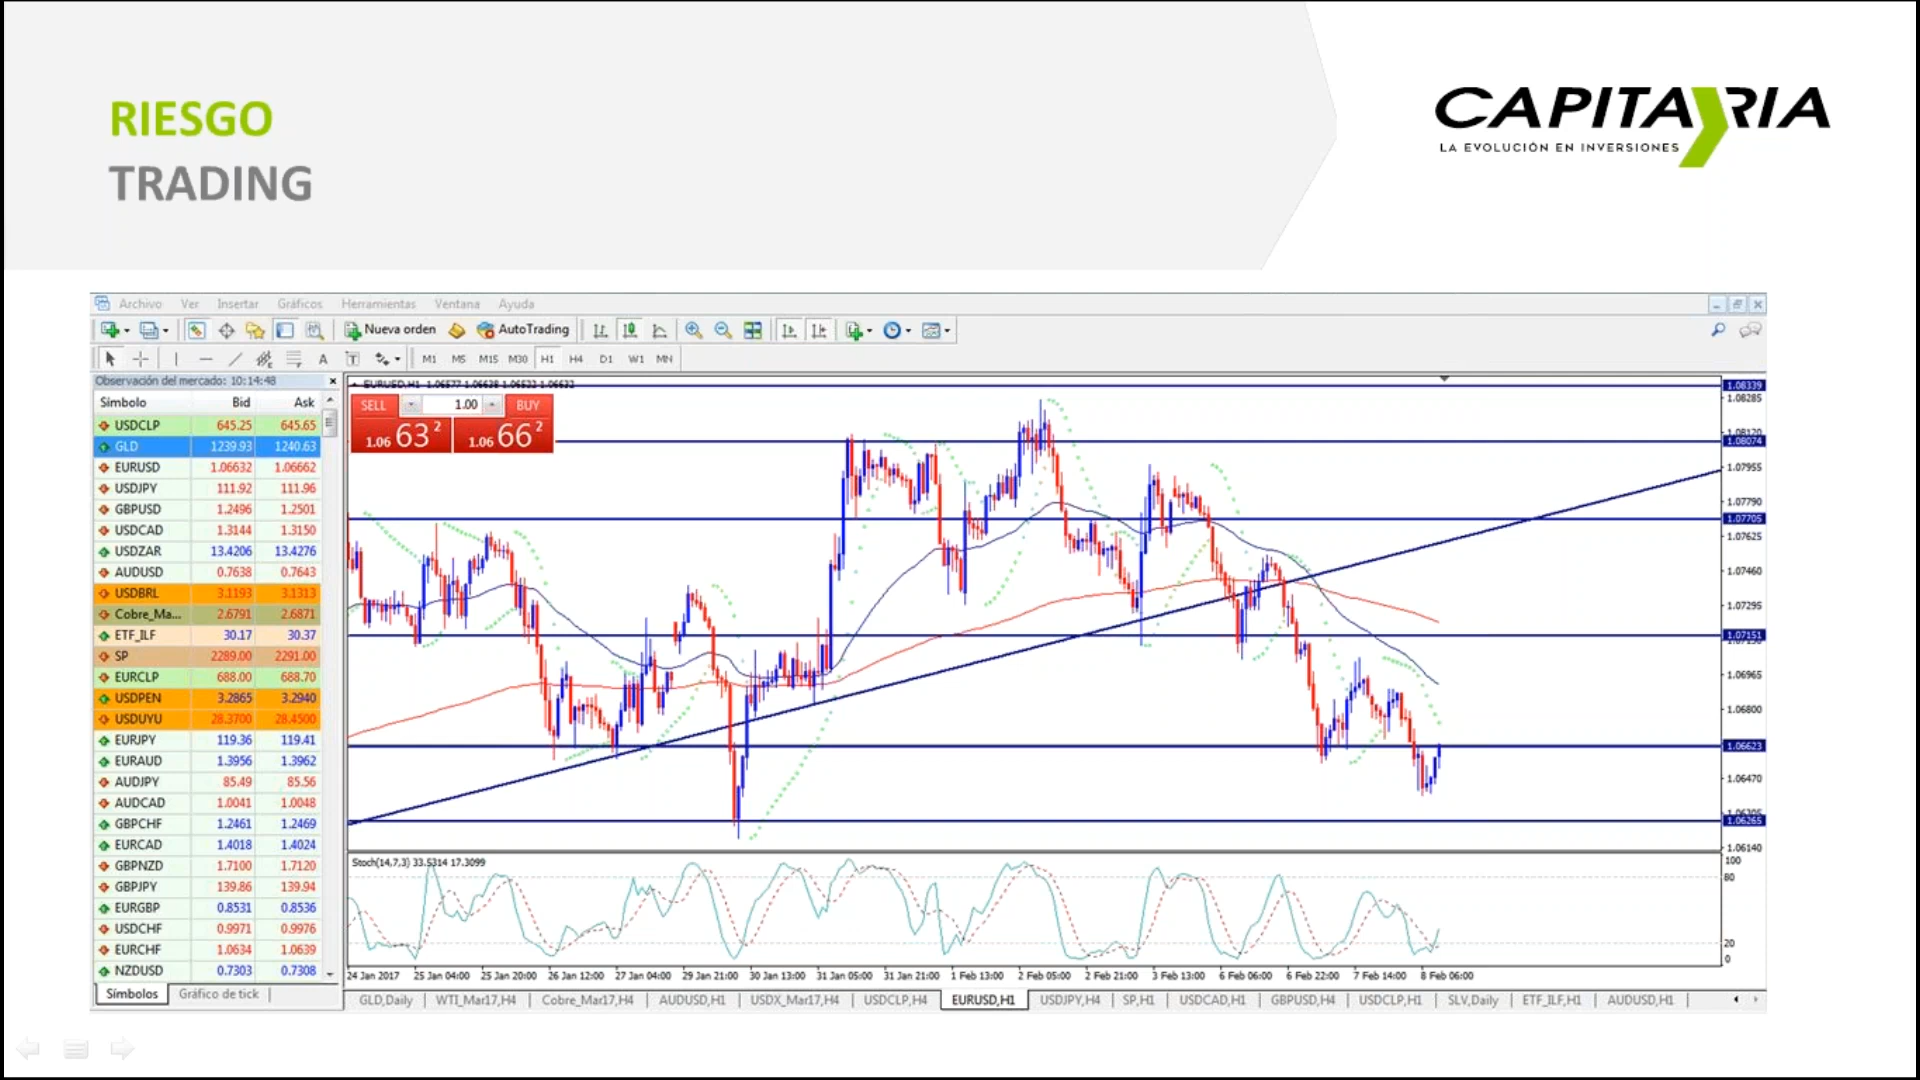 RIESGO
TRADING
CAPITARIA
LA EVOLUCIÓN EN INVERSIONES
Archivo Ver Insertar Gráficos Herramientas Ventana Ayuda
Nueva orden AutoTrading
A T M1 M5 M15 M30 H1 H4 D1 W1 MN
Observación del mercado: 10:14:48
Símbolo Bid Ask
USDCLP 645.25 645.65
GLD 1239.93 1240.63
EURUSD 1.06632 1.06662
USDJPY 111.92 111.96
GBPUSD 1.2496 1.2501
USDCAD 1.3144 1.3150
USDZAR 13.4206 13.4276
AUDUSD 0.7638 0.7643
USDBRL 3.1193 3.1313
Cobre_Ma... 2.6791 2.6871
ETF_ILF 30.17 30.37
SP 2289.00 2291.00
EURCLP 688.00 688.70
USDPEN 3.2865 3.2940
USDUYU 28.3700 28.4500
EURJPY 119.36 119.41
EURAUD 1.3956 1.3962
AUDJPY 85.49 85.56
AUDCAD 1.0041 1.0048
GBPCHF 1.2461 1.2469
EURCAD 1.4018 1.4024
GBPNZD 1.7100 1.7120
GBPJPY 139.86 139.94
EURGBP 0.8531 0.8536
USDCHF 0.9971 0.9976
EURCHF 1.0634 1.0639
NZDUSD 0.7303 0.7308
Símbolos Gráfico de tick
EURUSD,H1 1.06577 1.06638 1.06522 1.06632
SELL 1.00 BUY
1.06 63 2 1.06 66 2
1.08339
1.08285
1.08120
1.08074
1.07955
1.07790
1.07705
1.07625
1.07460
1.07295
1.07151
1.06965
1.06800
1.06623
1.06470
1.06265
1.06140
Stoch(14,7,3) 33.5314 17.3099
100
80
20
0
24 Jan 2017 25 Jan 04:00 25 Jan 20:00 26 Jan 12:00 27 Jan 04:00 29 Jan 21:00 30 Jan 13:00 31 Jan 05:00 31 Jan 21:00 1 Feb 13:00 2 Feb 05:00 2 Feb 21:00 3 Feb 13:00 6 Feb 06:00 6 Feb 22:00 7 Feb 14:00 8 Feb 06:00
GLD,Daily WTI_Mar17,H4 Cobre_Mar17,H4 AUDUSD,H1 USDX_Mar17,H4 USDCLP,H4 EURUSD,H1 USDJPY,H4 SP,H1 USDCAD,H1 GBPUSD,H4 USDCLP,H1 SLV,Daily ETF_ILF,H1 AUDUSD,H1